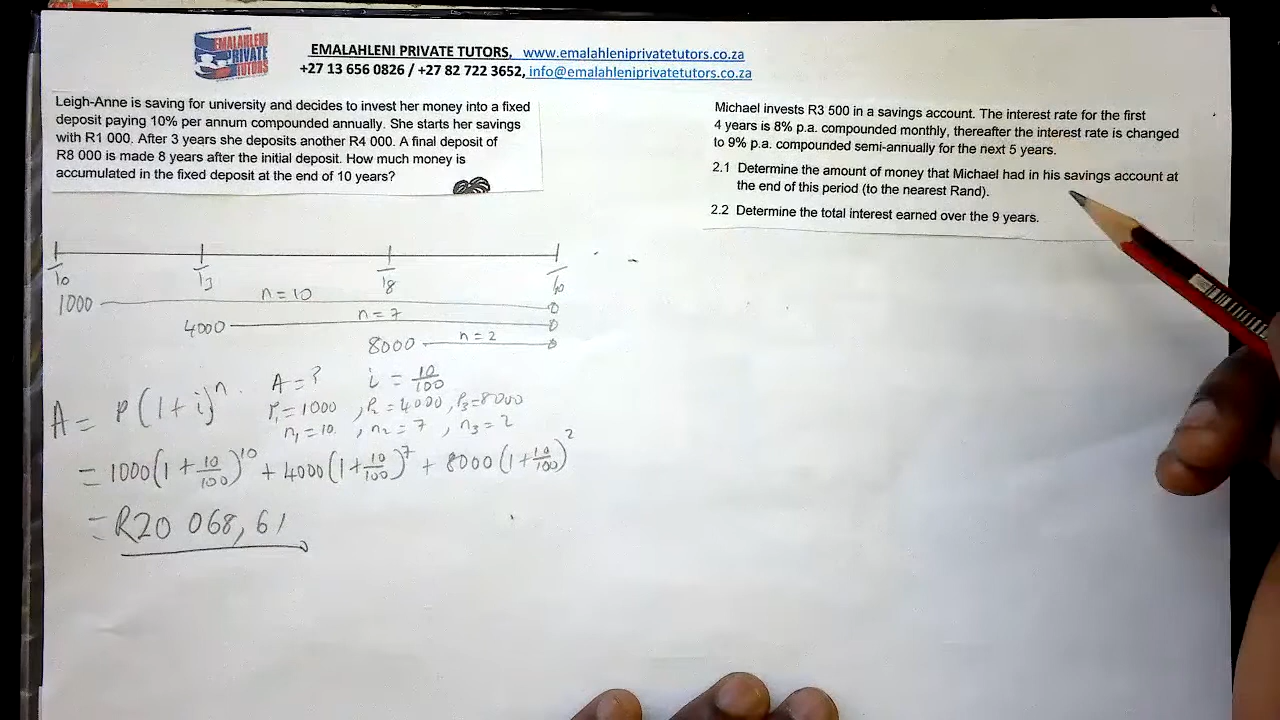 EMALAHLENI
PRIVATE
TUTORS
EMALAHLENI PRIVATE TUTORS, www.emalahleniprivatetutors.co.za
+27 13 656 0826 / +27 82 722 3652, info@emalahleniprivatetutors.co.za
Leigh-Anne is saving for university and decides to invest her money into a fixed
deposit paying 10% per annum compounded annually. She starts her savings
with R1 000. After 3 years she deposits another R4 000. A final deposit of
R8 000 is made 8 years after the initial deposit. How much money is
accumulated in the fixed deposit at the end of 10 years?
T0 T3 T8 T10
1000 n = 10
4000 n = 7
8000 n = 2
A = P(1 + i)^n A = ? i = 10/100
P1 = 1000 , P2 = 4000 , P3 = 8000
n1 = 10 , n2 = 7 , n3 = 2
= 1000(1 + 10/100)^10 + 4000(1 + 10/100)^7 + 8000(1 + 10/100)^2
= R20 068,61
Michael invests R3 500 in a savings account. The interest rate for the first
4 years is 8% p.a. compounded monthly, thereafter the interest rate is changed
to 9% p.a. compounded semi-annually for the next 5 years.
2.1 Determine the amount of money that Michael had in his savings account at
the end of this period (to the nearest Rand).
2.2 Determine the total interest earned over the 9 years.